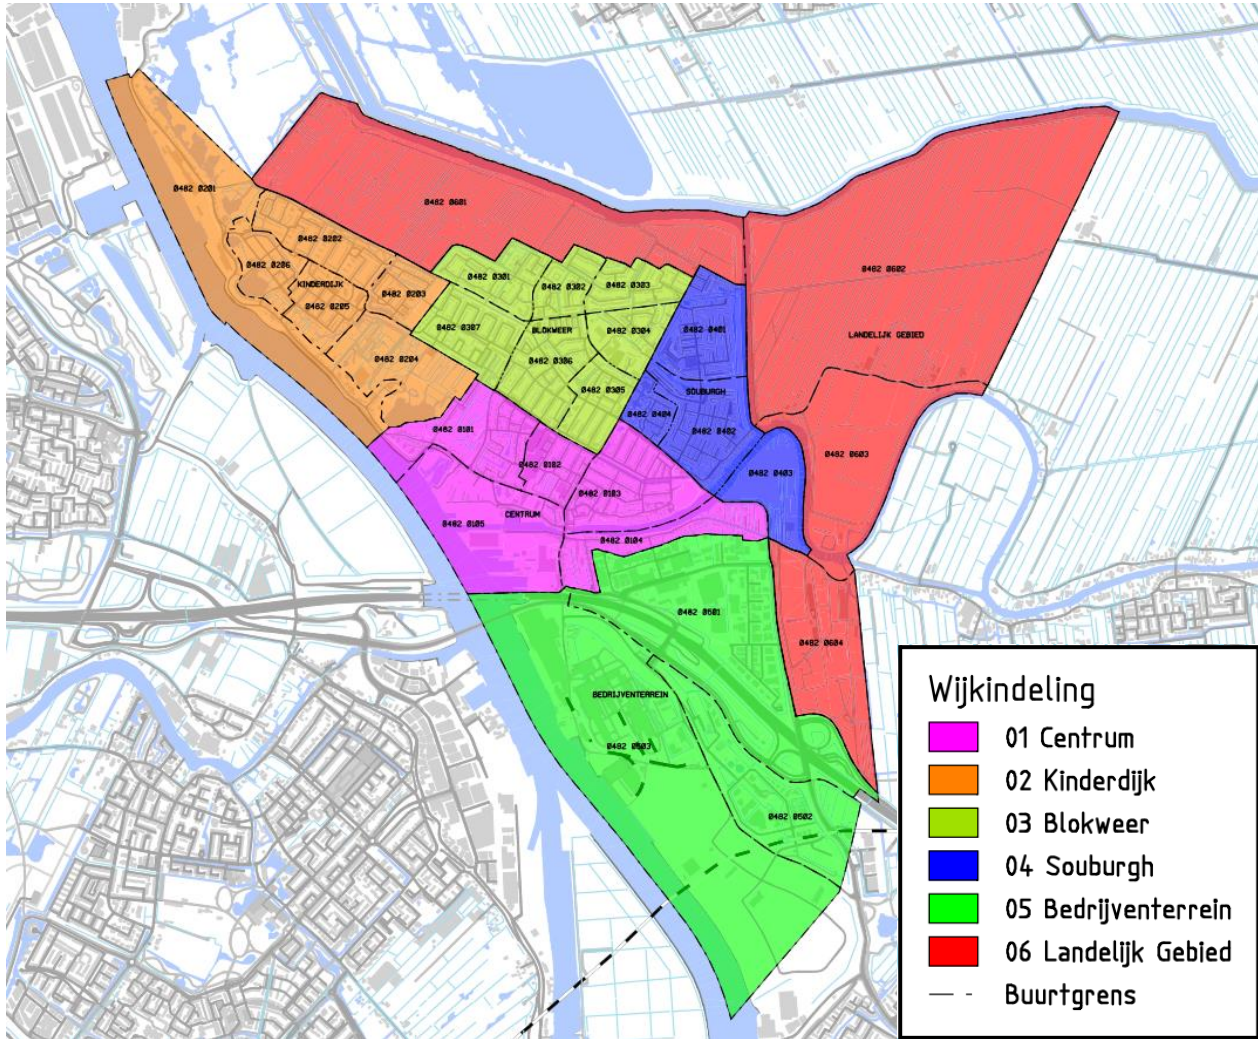 0482 0201
0482 0601
0482 0202
0482 0206
KINDERDIJK
0482 0203
0482 0205
0482 0204
0482 0301
0482 0302
0482 0303
0482 0307
BLOKWEER
0482 0304
0482 0306
0482 0305
0482 0602
LANDELIJK GEBIED
0482 0401
SOUBURGH
0482 0404
0482 0402
0482 0403
0482 0603
0482 0101
0482 0102
0482 0103
CENTRUM
0482 0105
0482 0104
0482 0501
0482 0604
BEDRIJVENTERREIN
0482 0503
0482 0502
Wijkindeling
01 Centrum
02 Kinderdijk
03 Blokweer
04 Souburgh
05 Bedrijventerrein
06 Landelijk Gebied
Buurtgrens